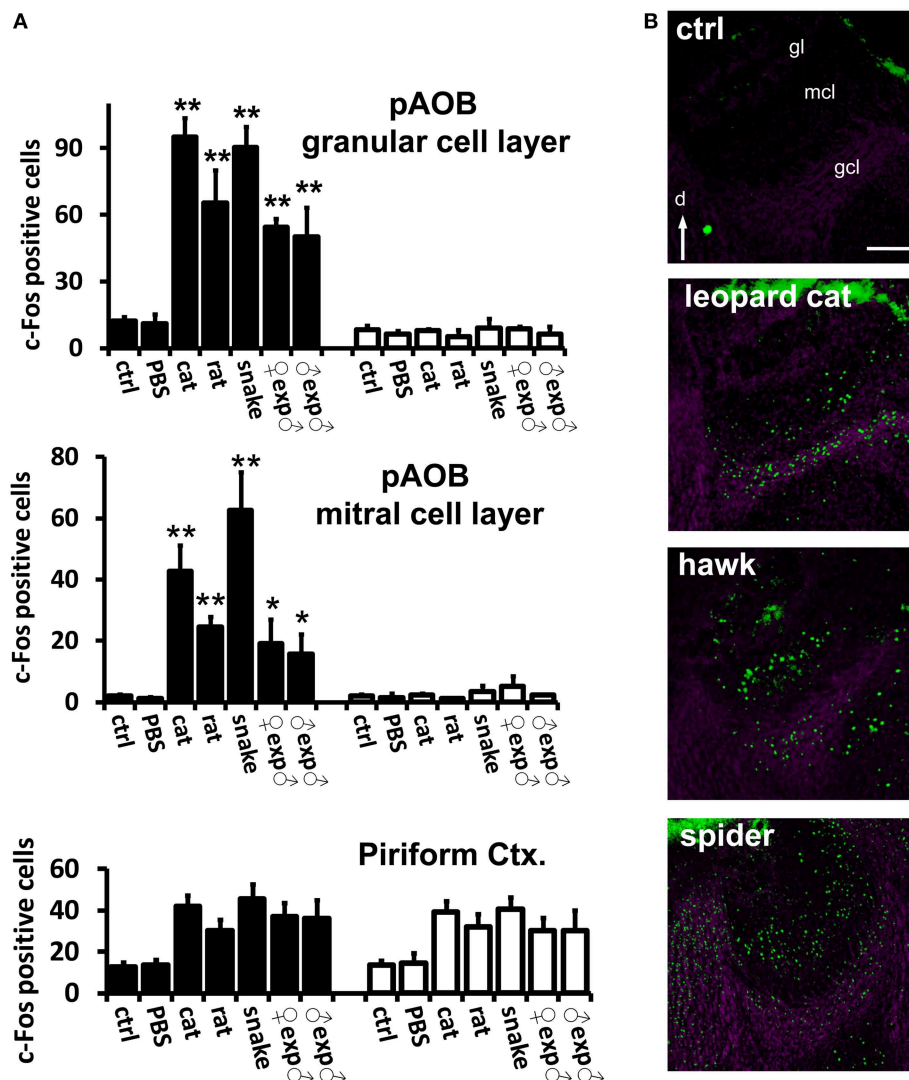 A
pAOB
granular cell layer
c-Fos positive cells
90
60
30
0
** ** ** ** **
ctrl PBS cat rat snake ♀exp♂ ♂exp♂ ctrl PBS cat rat snake ♀exp♂ ♂exp♂
pAOB
mitral cell layer
c-Fos positive cells
80
60
40
20
0
** ** ** * *
ctrl PBS cat rat snake ♀exp♂ ♂exp♂ ctrl PBS cat rat snake ♀exp♂ ♂exp♂
Piriform Ctx.
c-Fos positive cells
60
40
20
0
ctrl PBS cat rat snake ♀exp♂ ♂exp♂ ctrl PBS cat rat snake ♀exp♂ ♂exp♂
B
ctrl
gl
mcl
gcl
d
leopard cat
hawk
spider